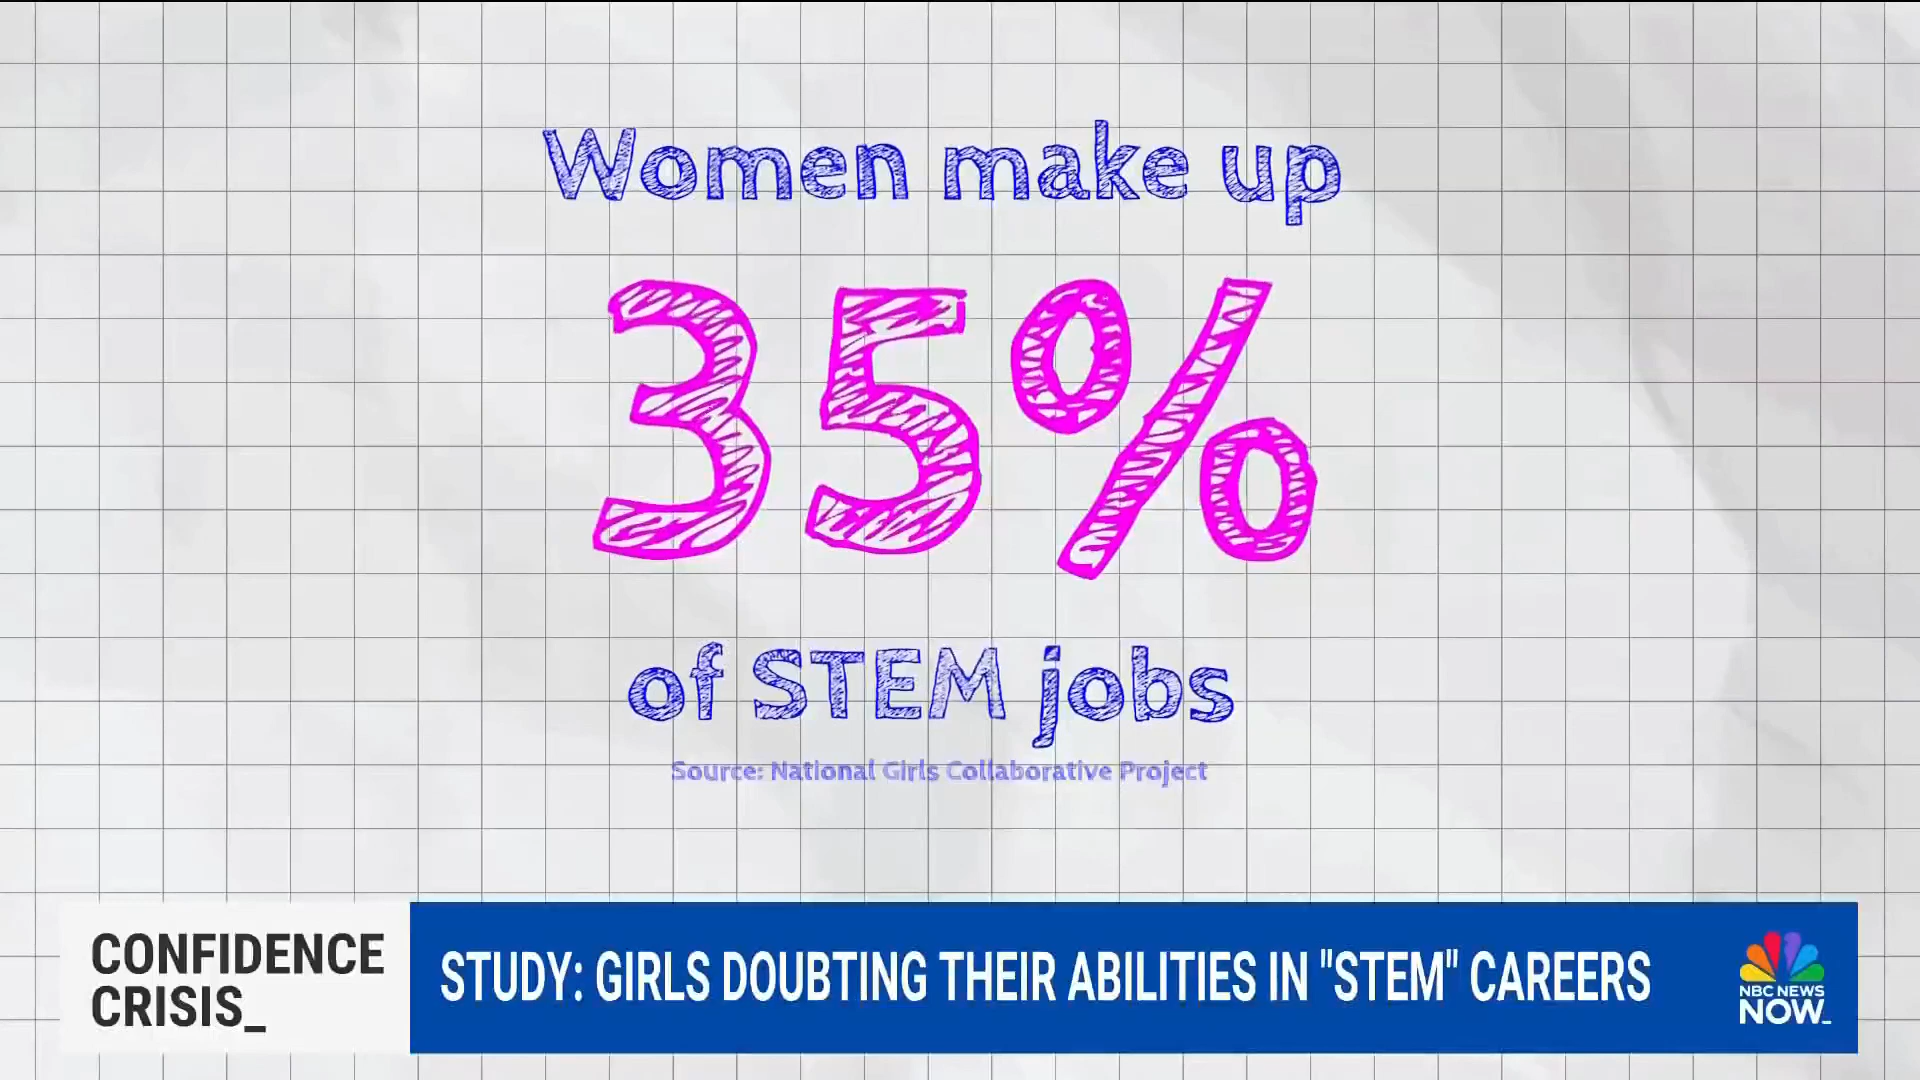 Women make up
35%
of STEM jobs
Source: National Girls Collaborative Project
CONFIDENCE
CRISIS_
STUDY: GIRLS DOUBTING THEIR ABILITIES IN "STEM" CAREERS
NBC NEWS
NOW_